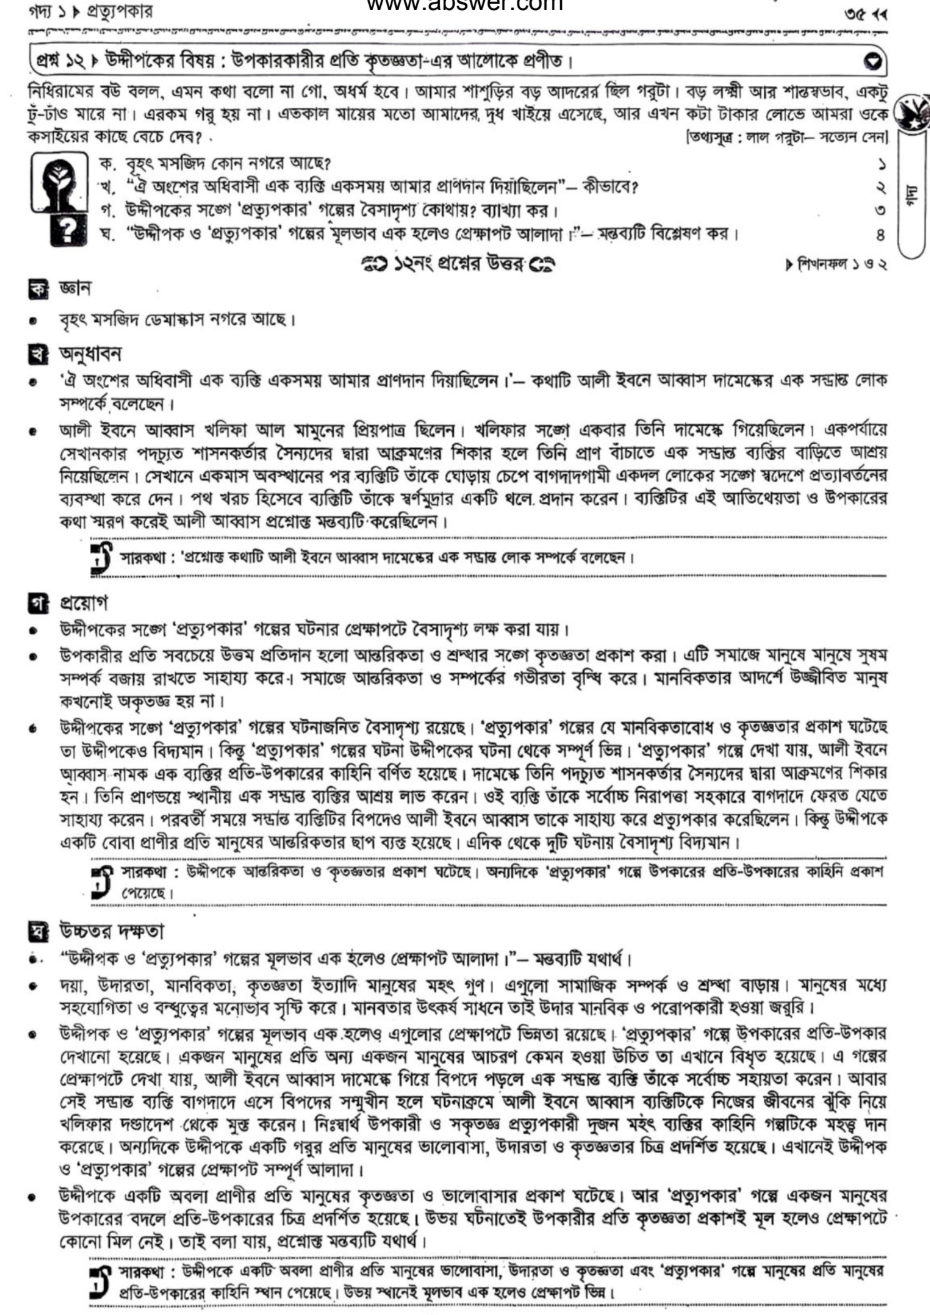 www.abswer.com
গদ্য ১ ▶ প্রত্যুপকার
৩৫ ◀◀
প্রশ্ন ১২ ▶ উদ্দীপকের বিষয় : উপকারকারীর প্রতি কৃতজ্ঞতা-এর আলোকে প্রণীত।
নিধিরামের বউ বলল, এমন কথা বলো না গো, অধর্ম হবে। আমার শাশুড়ির বড় আদরের ছিল গরুটা। বড় লক্ষ্মী আর শান্তস্বভাব, একটু
ঢুঁ-ঢাঁও মারে না। এরকম গরু হয় না। এতকাল মায়ের মতো আমাদের দুধ খাইয়ে এসেছে, আর এখন কটা টাকার লোভে আমরা ওকে
কসাইয়ের কাছে বেচে দেব?
[তথ্যসূত্র : লাল গরুটা— সত্যেন সেন]
গদ্য
ক. বৃহৎ মসজিদ কোন নগরে আছে? ১
খ. “ঐ অংশের অধিবাসী এক ব্যক্তি একসময় আমার প্রাণদান দিয়াছিলেন”— কীভাবে? ২
গ. উদ্দীপকের সঙ্গে ‘প্রত্যুপকার’ গল্পের বৈসাদৃশ্য কোথায়? ব্যাখ্যা কর। ৩
ঘ. “উদ্দীপক ও ‘প্রত্যুপকার’ গল্পের মূলভাব এক হলেও প্রেক্ষাপট আলাদা।”— মন্তব্যটি বিশ্লেষণ কর। ৪
১২নং প্রশ্নের উত্তর
▶ শিখনফল ১ ও ২
ক জ্ঞান
● বৃহৎ মসজিদ ডেমাস্কাস নগরে আছে।
খ অনুধাবন
● ‘ঐ অংশের অধিবাসী এক ব্যক্তি একসময় আমার প্রাণদান দিয়াছিলেন।’— কথাটি আলী ইবনে আব্বাস দামেস্কের এক সম্ভ্রান্ত লোক
সম্পর্কে বলেছেন।
● আলী ইবনে আব্বাস খলিফা আল মামুনের প্রিয়পাত্র ছিলেন। খলিফার সঙ্গে একবার তিনি দামেস্কে গিয়েছিলেন। একপর্যায়ে
সেখানকার পদচ্যুত শাসনকর্তার সৈন্যদের দ্বারা আক্রমণের শিকার হলে তিনি প্রাণ বাঁচাতে এক সম্ভ্রান্ত ব্যক্তির বাড়িতে আশ্রয়
নিয়েছিলেন। সেখানে একমাস অবস্থানের পর ব্যক্তিটি তাঁকে ঘোড়ায় চেপে বাগদাদগামী একদল লোকের সঙ্গে স্বদেশে প্রত্যাবর্তনের
ব্যবস্থা করে দেন। পথ খরচ হিসেবে ব্যক্তিটি তাঁকে স্বর্ণমুদ্রার একটি থলে প্রদান করেন। ব্যক্তিটির এই আতিথেয়তা ও উপকারের
কথা স্মরণ করেই আলী আব্বাস প্রশ্নোক্ত মন্তব্যটি করেছিলেন।
সারকথা : ‘প্রশ্নোক্ত কথাটি আলী ইবনে আব্বাস দামেস্কের এক সম্ভ্রান্ত লোক সম্পর্কে বলেছেন।
গ প্রয়োগ
● উদ্দীপকের সঙ্গে ‘প্রত্যুপকার’ গল্পের ঘটনার প্রেক্ষাপটে বৈসাদৃশ্য লক্ষ করা যায়।
● উপকারীর প্রতি সবচেয়ে উত্তম প্রতিদান হলো আন্তরিকতা ও শ্রদ্ধার সঙ্গে কৃতজ্ঞতা প্রকাশ করা। এটি সমাজে মানুষে মানুষে সুষম
সম্পর্ক বজায় রাখতে সাহায্য করে। সমাজে আন্তরিকতা ও সম্পর্কের গভীরতা বৃদ্ধি করে। মানবিকতার আদর্শে উজ্জীবিত মানুষ
কখনোই অকৃতজ্ঞ হয় না।
● উদ্দীপকের সঙ্গে ‘প্রত্যুপকার’ গল্পের ঘটনাজনিত বৈসাদৃশ্য রয়েছে। ‘প্রত্যুপকার’ গল্পের যে মানবিকতাবোধ ও কৃতজ্ঞতার প্রকাশ ঘটেছে
তা উদ্দীপকেও বিদ্যমান। কিন্তু ‘প্রত্যুপকার’ গল্পের ঘটনা উদ্দীপকের ঘটনা থেকে সম্পূর্ণ ভিন্ন। ‘প্রত্যুপকার’ গল্পে দেখা যায়, আলী ইবনে
আব্বাস নামক এক ব্যক্তির প্রতি-উপকারের কাহিনি বর্ণিত হয়েছে। দামেস্কে তিনি পদচ্যুত শাসনকর্তার সৈন্যদের দ্বারা আক্রমণের শিকার
হন। তিনি প্রাণভয়ে স্থানীয় এক সম্ভ্রান্ত ব্যক্তির আশ্রয় লাভ করেন। ওই ব্যক্তি তাঁকে সর্বোচ্চ নিরাপত্তা সহকারে বাগদাদে ফেরত যেতে
সাহায্য করেন। পরবর্তী সময়ে সম্ভ্রান্ত ব্যক্তিটির বিপদেও আলী ইবনে আব্বাস তাকে সাহায্য করে প্রত্যুপকার করেছিলেন। কিন্তু উদ্দীপকে
একটি বোবা প্রাণীর প্রতি মানুষের আন্তরিকতার ছাপ ব্যক্ত হয়েছে। এদিক থেকে দুটি ঘটনায় বৈসাদৃশ্য বিদ্যমান।
সারকথা : উদ্দীপকে আন্তরিকতা ও কৃতজ্ঞতার প্রকাশ ঘটেছে। অন্যদিকে ‘প্রত্যুপকার’ গল্পে উপকারের প্রতি-উপকারের কাহিনি প্রকাশ
পেয়েছে।
ঘ উচ্চতর দক্ষতা
● “উদ্দীপক ও ‘প্রত্যুপকার’ গল্পের মূলভাব এক হলেও প্রেক্ষাপট আলাদা।”— মন্তব্যটি যথার্থ।
● দয়া, উদারতা, মানবিকতা, কৃতজ্ঞতা ইত্যাদি মানুষের মহৎ গুণ। এগুলো সামাজিক সম্পর্ক ও শ্রদ্ধা বাড়ায়। মানুষের মধ্যে
সহযোগিতা ও বন্ধুত্বের মনোভাব সৃষ্টি করে। মানবতার উৎকর্ষ সাধনে তাই উদার মানবিক ও পরোপকারী হওয়া জরুরি।
● উদ্দীপক ও ‘প্রত্যুপকার’ গল্পের মূলভাব এক হলেও এগুলোর প্রেক্ষাপটে ভিন্নতা রয়েছে। ‘প্রত্যুপকার’ গল্পে উপকারের প্রতি-উপকার
দেখানো হয়েছে। একজন মানুষের প্রতি অন্য একজন মানুষের আচরণ কেমন হওয়া উচিত তা এখানে বিধৃত হয়েছে। এ গল্পের
প্রেক্ষাপটে দেখা যায়, আলী ইবনে আব্বাস দামেস্কে গিয়ে বিপদে পড়লে এক সম্ভ্রান্ত ব্যক্তি তাঁকে সর্বোচ্চ সহায়তা করেন। আবার
সেই সম্ভ্রান্ত ব্যক্তি বাগদাদে এসে বিপদের সম্মুখীন হলে ঘটনাক্রমে আলী ইবনে আব্বাস ব্যক্তিটিকে নিজের জীবনের ঝুঁকি নিয়ে
খলিফার দণ্ডাদেশ থেকে মুক্ত করেন। নিঃস্বার্থ উপকারী ও সকৃতজ্ঞ প্রত্যুপকারী দুজন মহৎ ব্যক্তির কাহিনি গল্পটিকে মহত্ত্ব দান
করেছে। অন্যদিকে উদ্দীপকে একটি গরুর প্রতি মানুষের ভালোবাসা, উদারতা ও কৃতজ্ঞতার চিত্র প্রদর্শিত হয়েছে। এখানেই উদ্দীপক
ও ‘প্রত্যুপকার’ গল্পের প্রেক্ষাপট সম্পূর্ণ আলাদা।
● উদ্দীপকে একটি অবলা প্রাণীর প্রতি মানুষের কৃতজ্ঞতা ও ভালোবাসার প্রকাশ ঘটেছে। আর ‘প্রত্যুপকার’ গল্পে একজন মানুষের
উপকারের বদলে প্রতি-উপকারের চিত্র প্রদর্শিত হয়েছে। উভয় ঘটনাতেই উপকারীর প্রতি কৃতজ্ঞতা প্রকাশই মূল হলেও প্রেক্ষাপটে
কোনো মিল নেই। তাই বলা যায়, প্রশ্নোক্ত মন্তব্যটি যথার্থ।
সারকথা : উদ্দীপকে একটি অবলা প্রাণীর প্রতি মানুষের ভালোবাসা, উদারতা ও কৃতজ্ঞতা এবং ‘প্রত্যুপকার’ গল্পে মানুষের প্রতি মানুষের
প্রতি-উপকারের কাহিনি স্থান পেয়েছে। উভয় স্থানেই মূলভাব এক হলেও প্রেক্ষাপট ভিন্ন।